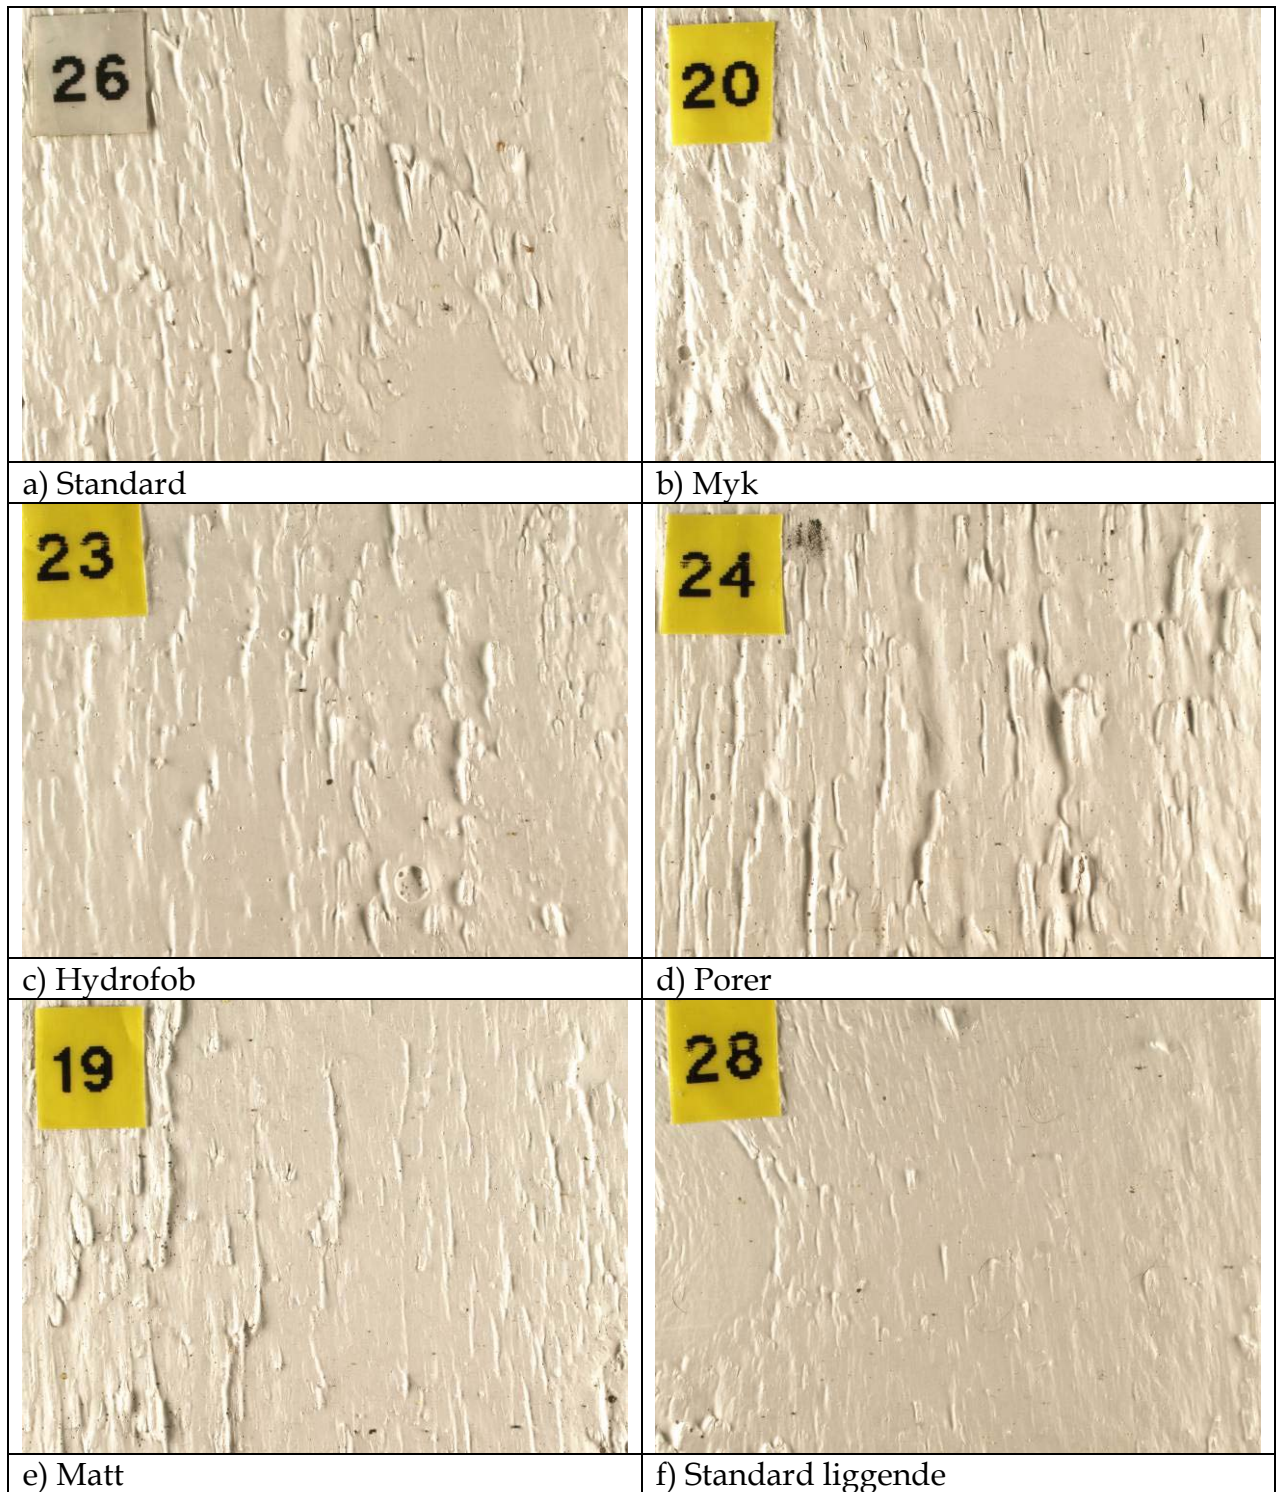 26
20
a) Standard
b) Myk
23
24
c) Hydrofob
d) Porer
19
28
e) Matt
f) Standard liggende